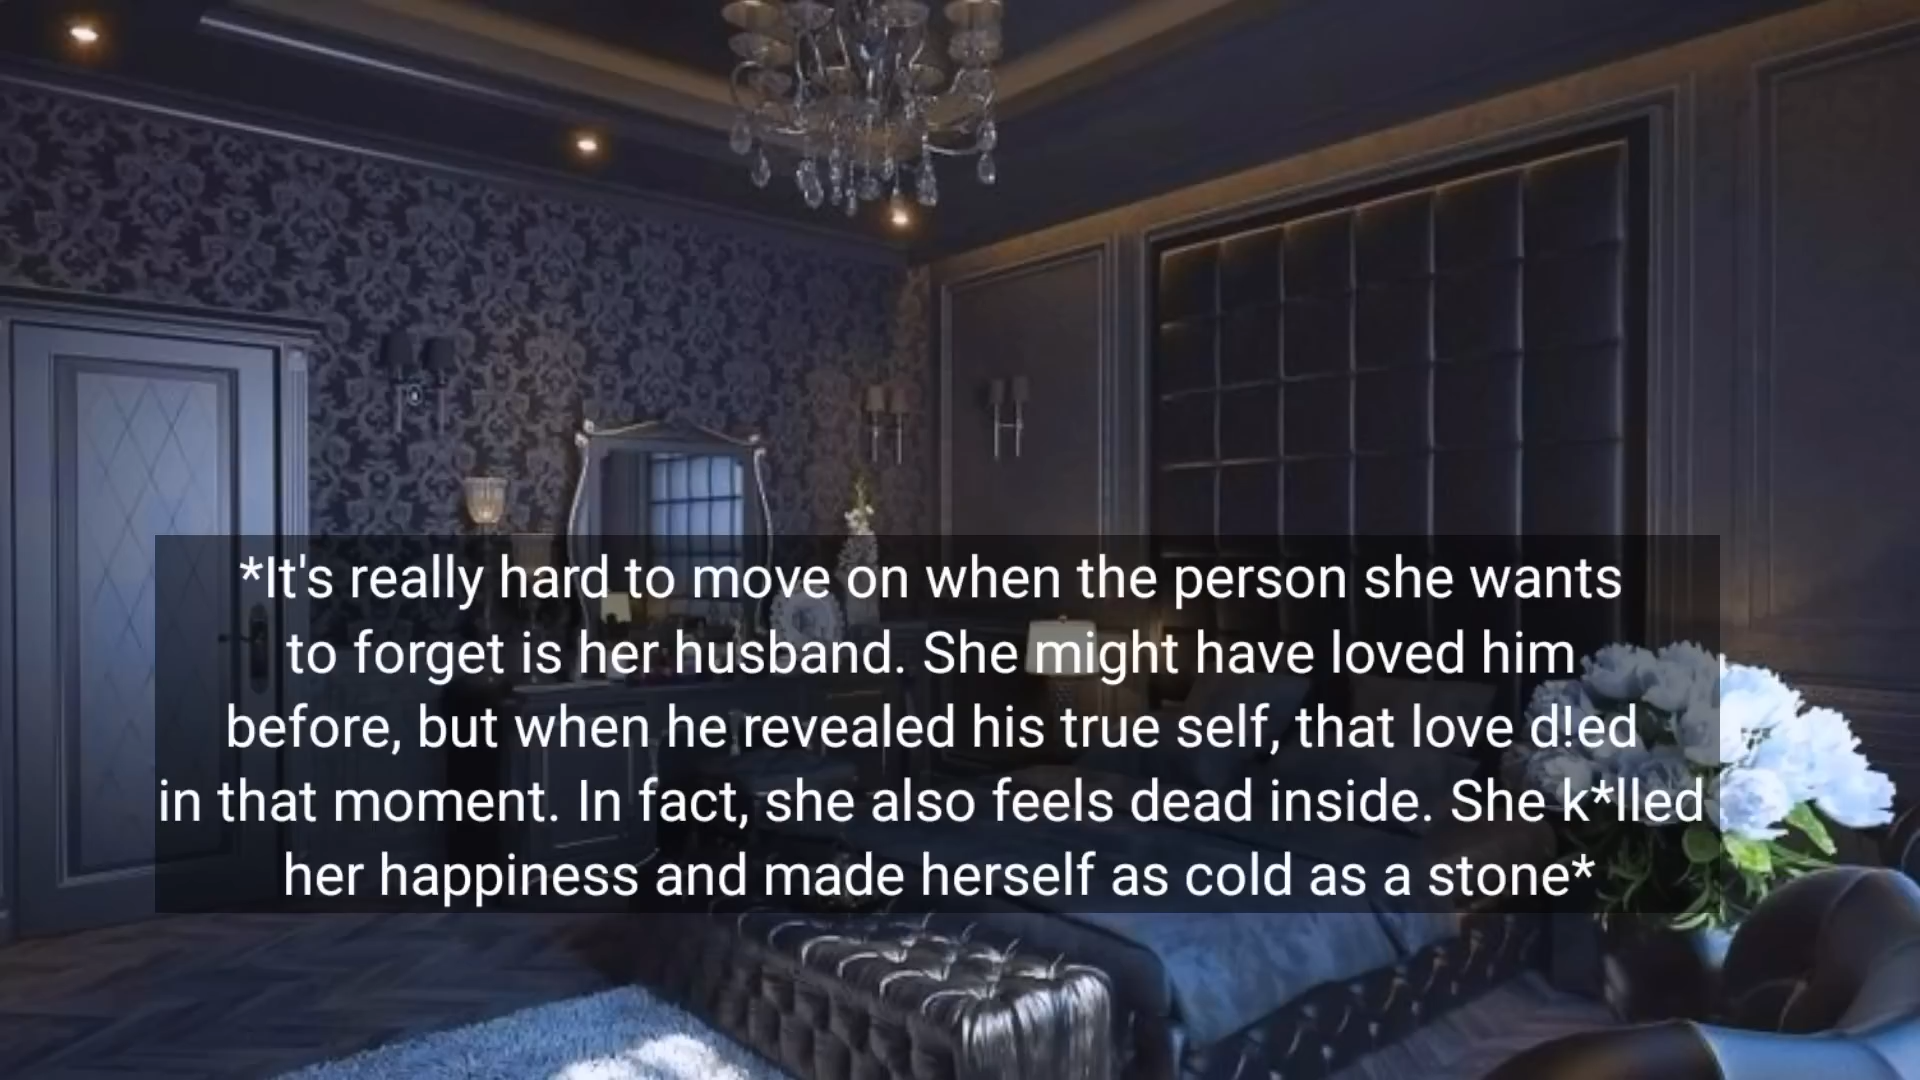 *It's really hard to move on when the person she wants
to forget is her husband. She might have loved him
before, but when he revealed his true self, that love d!ed
in that moment. In fact, she also feels dead inside. She k*lled
her happiness and made herself as cold as a stone*